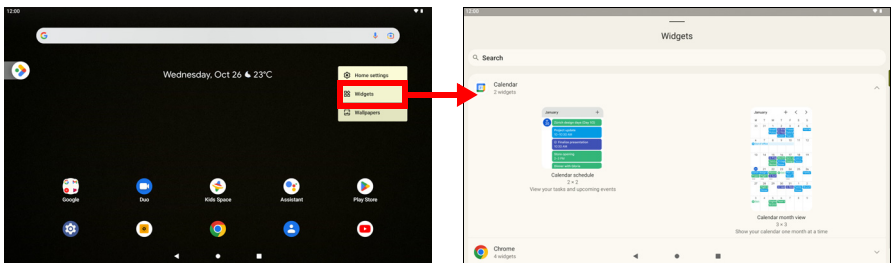 12:00
G
Wednesday, Oct 26 23°C
Home settings
Widgets
Wallpapers
Google
Duo
Kids Space
Assistant
Play Store
12:00
Widgets
Search
Calendar
2 widgets
January
Project update
Calendar schedule
2 × 2
View your tasks and upcoming events
January
Calendar month view
3 × 3
Show your calendar one month at a time
Chrome
4 widgets